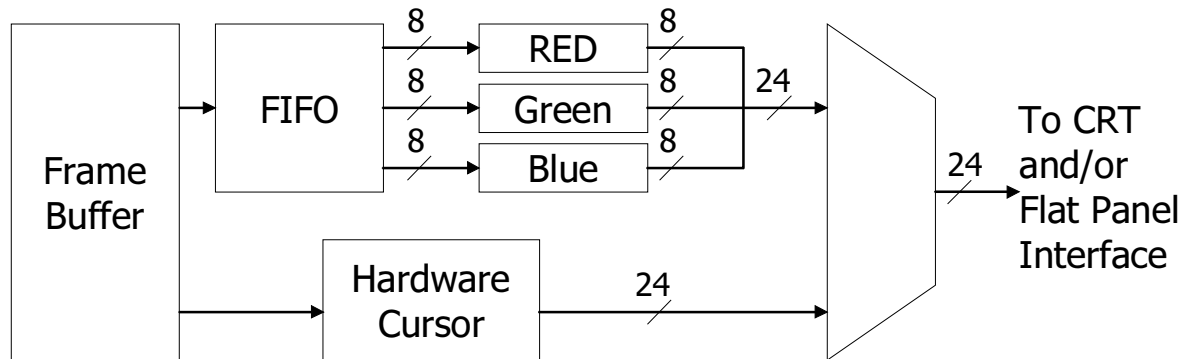 Frame
Buffer
FIFO
8
8
8
RED
Green
Blue
8
8
8
24
Hardware
Cursor
24
24
To CRT
and/or
Flat Panel
Interface